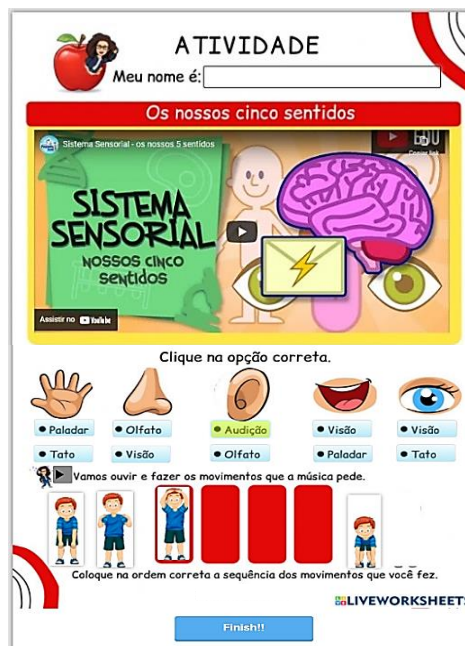 ATIVIDADE
Meu nome é:
Os nossos cinco sentidos
Sistema Sensorial - os nossos 5 sentidos
SISTEMA
SENSORIAL
NOSSOS CINCO
SENTIDOS
Assistir no YouTube
Clique na opção correta.
Paladar Olfato Audição Visão Visão
Tato Visão Olfato Paladar Tato
Vamos ouvir e fazer os movimentos que a música pede.
Coloque na ordem correta a sequência dos movimentos que você fez.
LIVEWORKSHEETS
Finish!!